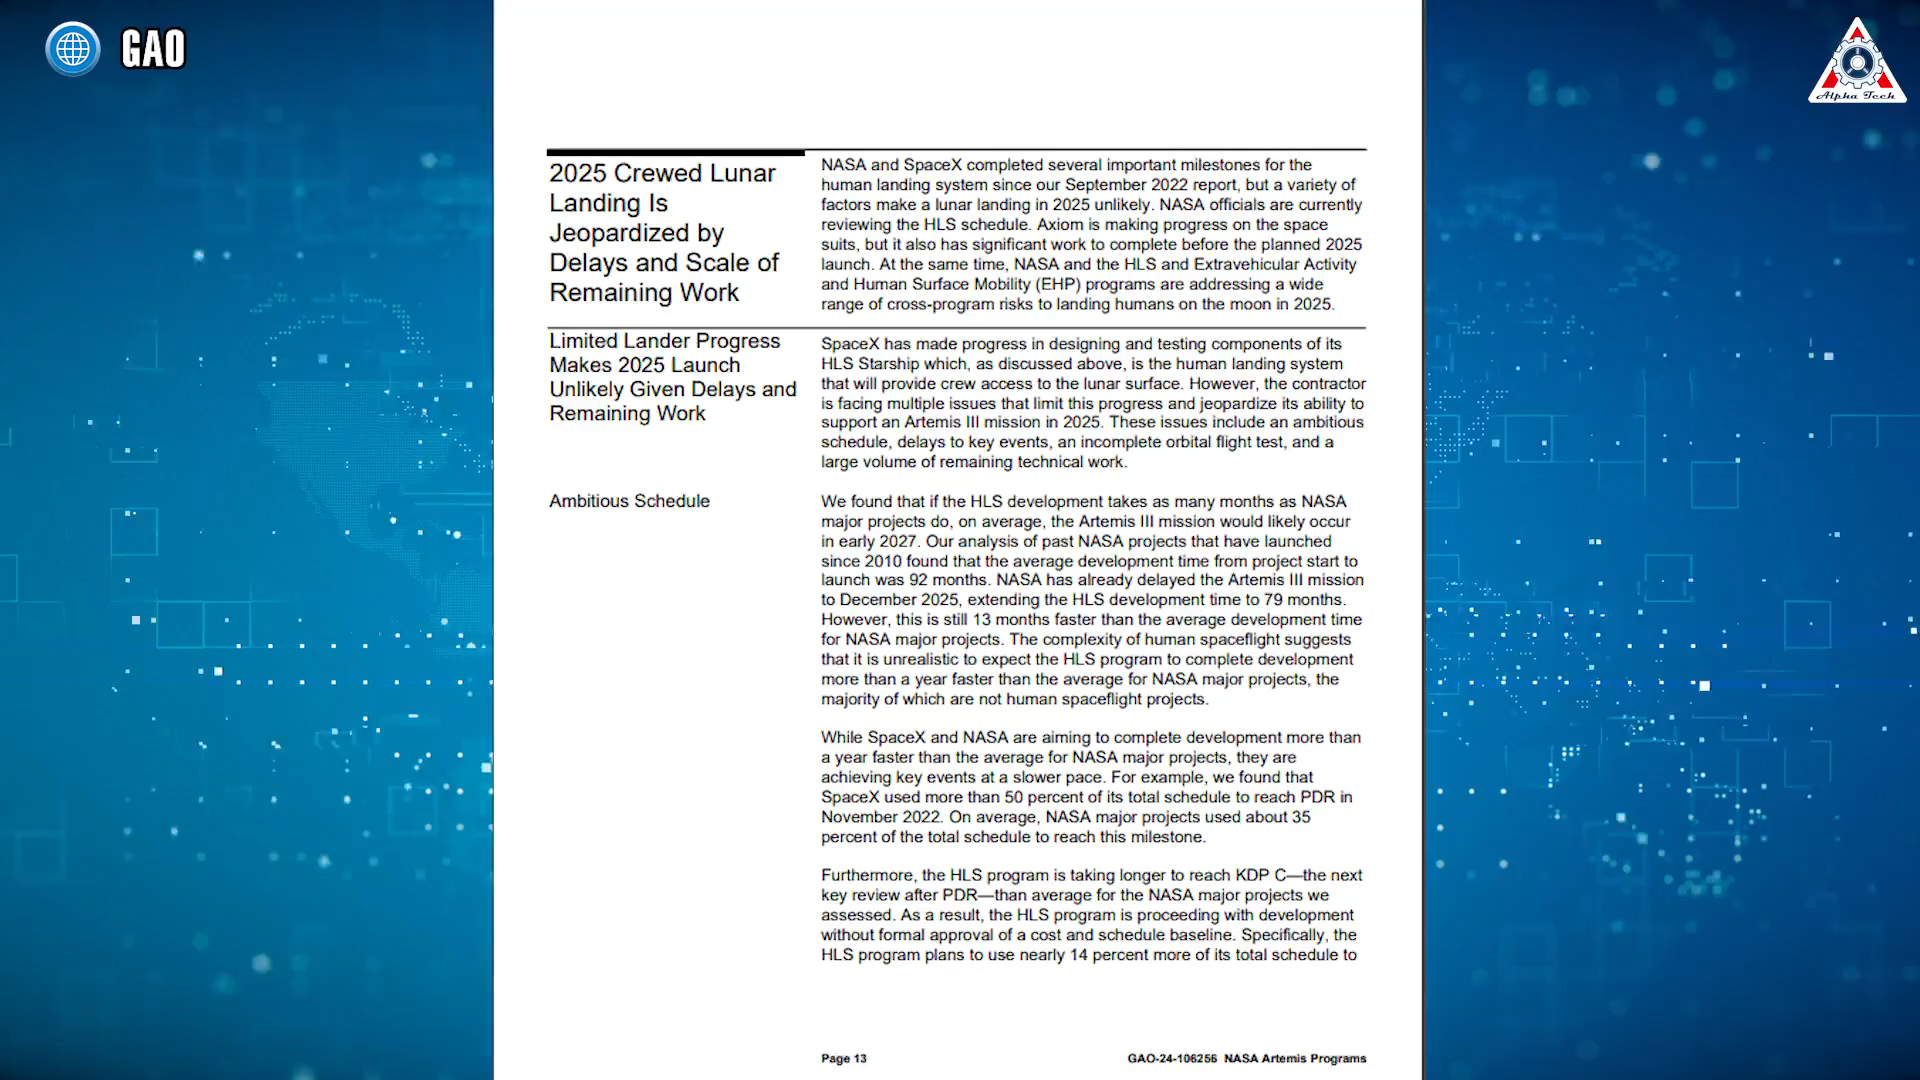 GAO
Alpha Tech
2025 Crewed Lunar
Landing Is
Jeopardized by
Delays and Scale of
Remaining Work
NASA and SpaceX completed several important milestones for the
human landing system since our September 2022 report, but a variety of
factors make a lunar landing in 2025 unlikely. NASA officials are currently
reviewing the HLS schedule. Axiom is making progress on the space
suits, but it also has significant work to complete before the planned 2025
launch. At the same time, NASA and the HLS and Extravehicular Activity
and Human Surface Mobility (EHP) programs are addressing a wide
range of cross-program risks to landing humans on the moon in 2025.
Limited Lander Progress
Makes 2025 Launch
Unlikely Given Delays and
Remaining Work
SpaceX has made progress in designing and testing components of its
HLS Starship which, as discussed above, is the human landing system
that will provide crew access to the lunar surface. However, the contractor
is facing multiple issues that limit this progress and jeopardize its ability to
support an Artemis III mission in 2025. These issues include an ambitious
schedule, delays to key events, an incomplete orbital flight test, and a
large volume of remaining technical work.
Ambitious Schedule
We found that if the HLS development takes as many months as NASA
major projects do, on average, the Artemis III mission would likely occur
in early 2027. Our analysis of past NASA projects that have launched
since 2010 found that the average development time from project start to
launch was 92 months. NASA has already delayed the Artemis III mission
to December 2025, extending the HLS development time to 79 months.
However, this is still 13 months faster than the average development time
for NASA major projects. The complexity of human spaceflight suggests
that it is unrealistic to expect the HLS program to complete development
more than a year faster than the average for NASA major projects, the
majority of which are not human spaceflight projects.
While SpaceX and NASA are aiming to complete development more than
a year faster than the average for NASA major projects, they are
achieving key events at a slower pace. For example, we found that
SpaceX used more than 50 percent of its total schedule to reach PDR in
November 2022. On average, NASA major projects used about 35
percent of the total schedule to reach this milestone.
Furthermore, the HLS program is taking longer to reach KDP C—the next
key review after PDR—than average for the NASA major projects we
assessed. As a result, the HLS program is proceeding with development
without formal approval of a cost and schedule baseline. Specifically, the
HLS program plans to use nearly 14 percent more of its total schedule to
Page 13
GAO-24-106256 NASA Artemis Programs